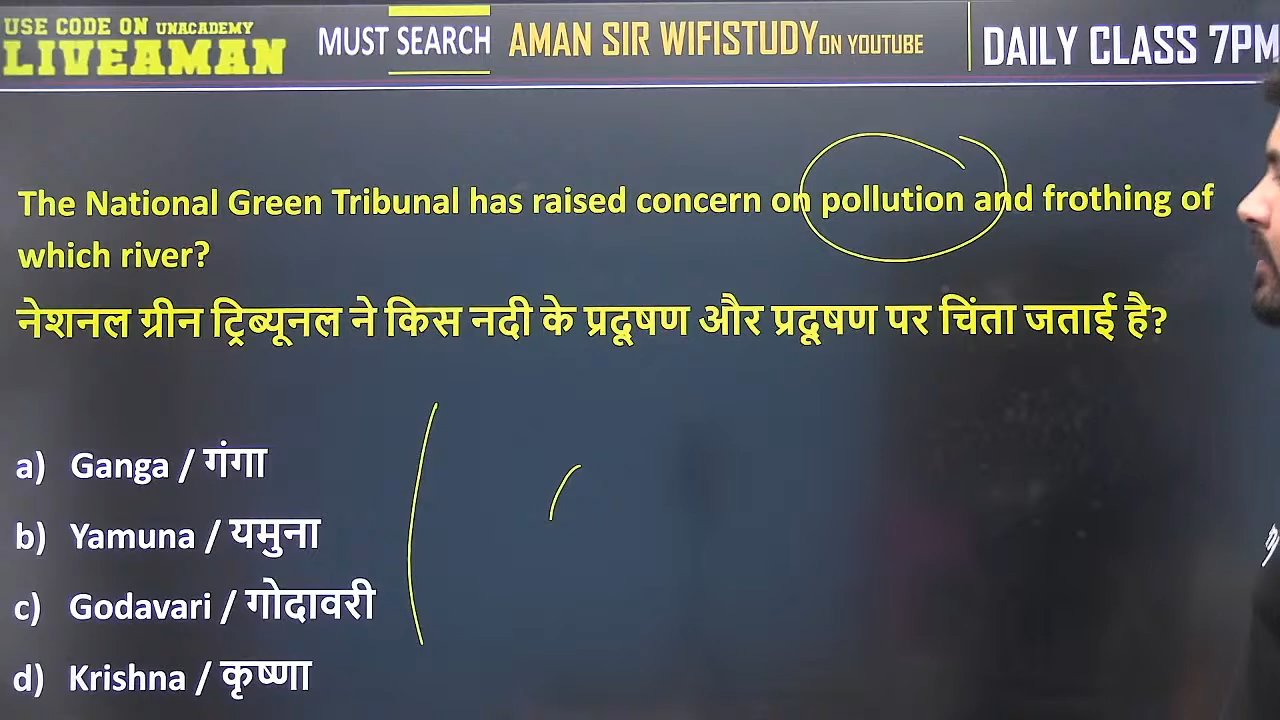 USE CODE ON UNACADEMY
LIVEAMAN
MUST SEARCH
AMAN SIR WIFISTUDY ON YOUTUBE
DAILY CLASS 7PM
The National Green Tribunal has raised concern on pollution and frothing of
which river?
नेशनल ग्रीन ट्रिब्यूनल ने किस नदी के प्रदूषण और प्रदूषण पर चिंता जताई है?
a) Ganga / गंगा
b) Yamuna / यमुना
c) Godavari / गोदावरी
d) Krishna / कृष्णा